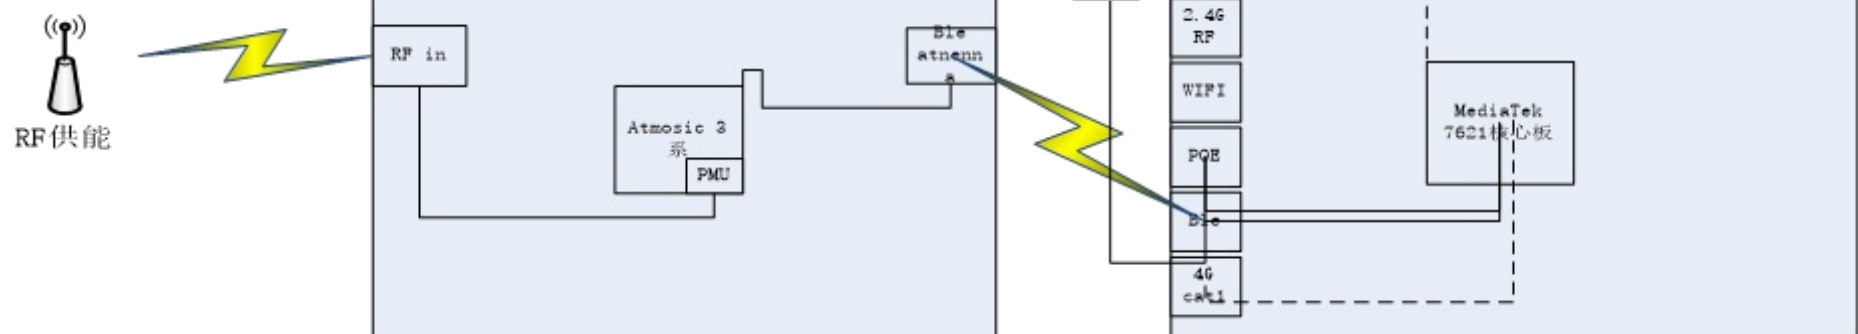 RF供能
RF in
Atmosic 3
系
PMU
Ble
atnenn
a
2.4G
RF
WIFI
POE
Ble
4G
cat1
MediaTek
7621核心板